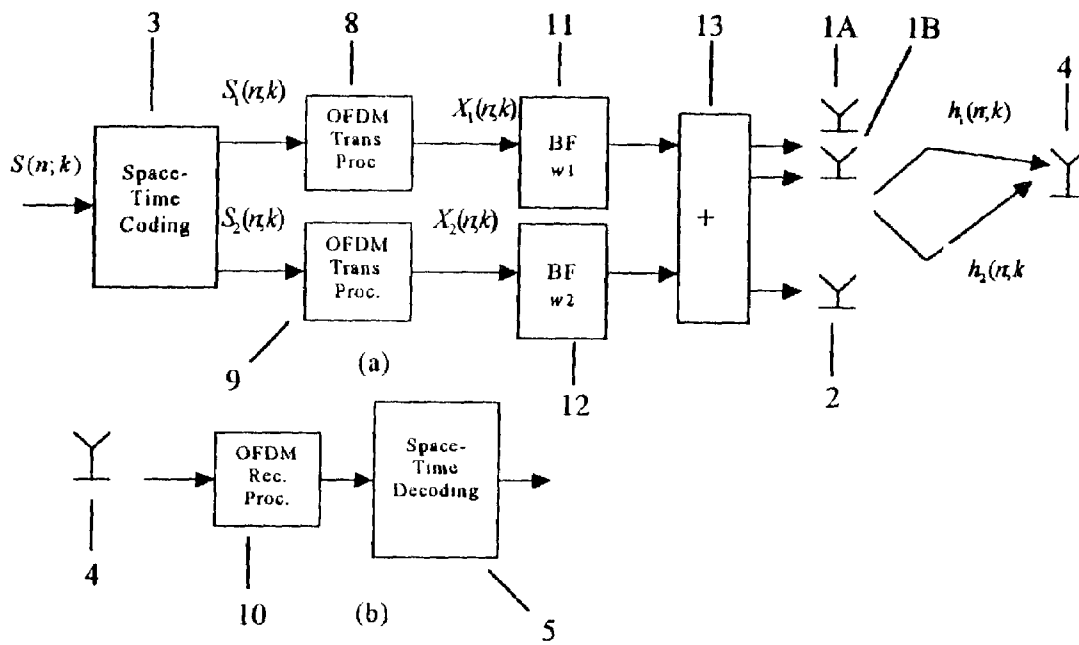 3
8
11
13
1A
1B
4
S(n; k)
Space-
Time
Coding
S₁(n;k)
OFDM
Trans
Proc
X₁(n;k)
BF
w1
+
h₁(n;k)
S₂(n;k)
OFDM
Trans
Proc.
X₂(n;k)
BF
w2
h₂(n;k
9
(a)
12
2
4
OFDM
Rec.
Proc.
Space-
Time
Decoding
10
(b)
5